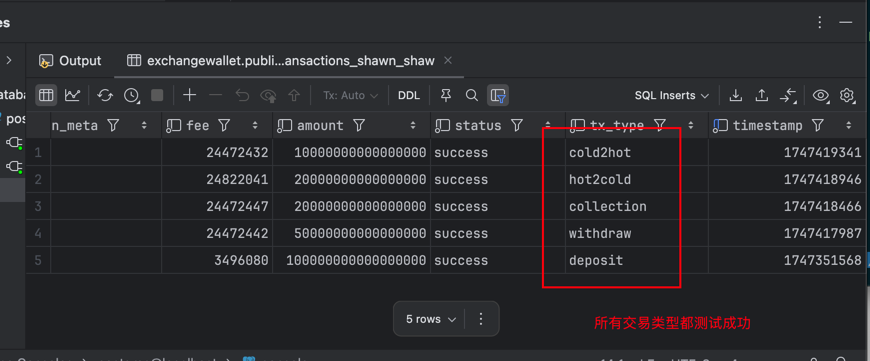 es
Output
exchangewallet.publi...ansactions_shawn_shaw
ataba
Tx: Auto
DDL
SQL Inserts
pos
n_meta
fee
amount
status
tx_type
timestamp
1 24472432 10000000000000000 success cold2hot 1747419341
2 24822041 20000000000000000 success hot2cold 1747418946
3 24472447 20000000000000000 success collection 1747418466
4 24472442 50000000000000000 success withdraw 1747417987
5 3496080 100000000000000000 success deposit 1747351568
5 rows
所有交易类型都测试成功